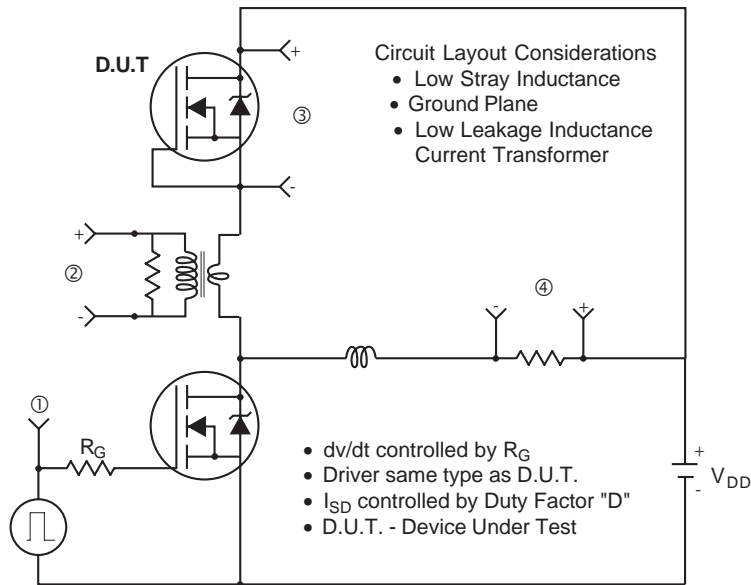 D.U.T
+
Circuit Layout Considerations
• Low Stray Inductance
• Ground Plane
• Low Leakage Inductance
Current Transformer
③
-
+
②
-
④
-
+
①
RG
• dv/dt controlled by RG
• Driver same type as D.U.T.
• ISD controlled by Duty Factor "D"
• D.U.T. - Device Under Test
+
VDD
-